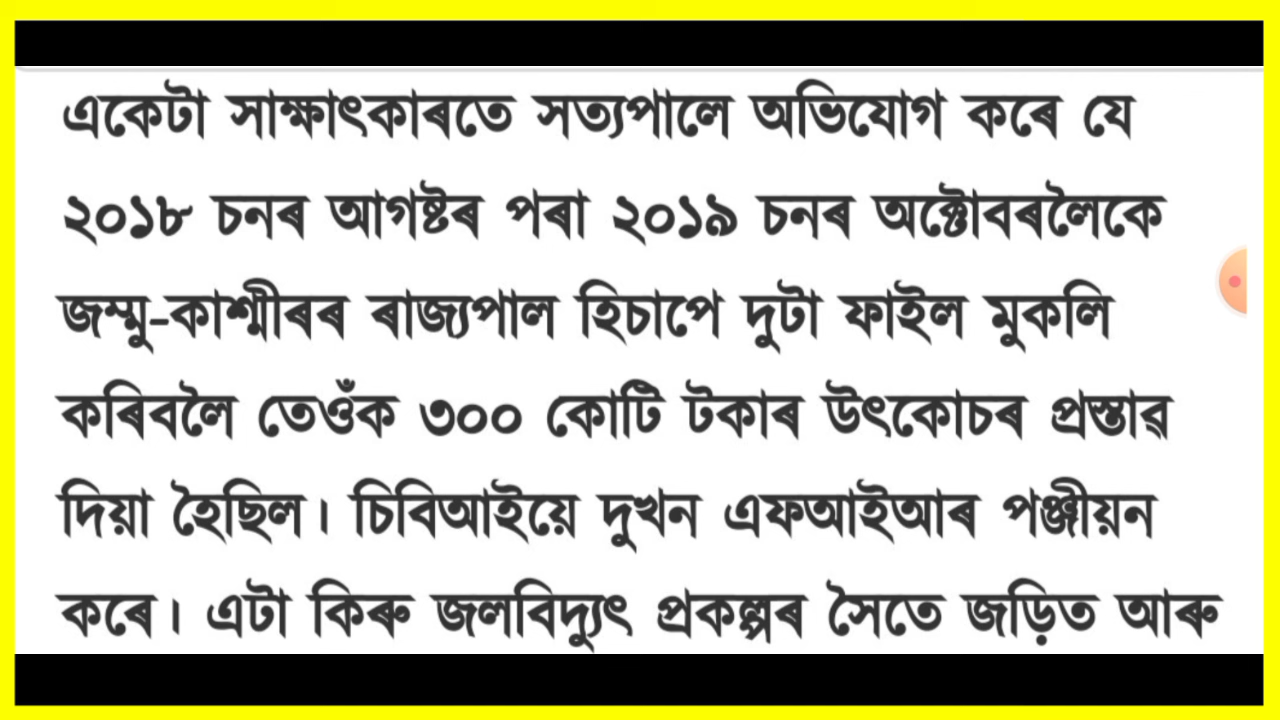 একেটা সাক্ষাৎকাৰতে সত্যপালে অভিযোগ কৰে যে
২০১৮ চনৰ আগষ্টৰ পৰা ২০১৯ চনৰ অক্টোবৰলৈকে
জম্মু-কাশ্মীৰৰ ৰাজ্যপাল হিচাপে দুটা ফাইল মুকলি
কৰিবলৈ তেওঁক ৩০০ কোটি টকাৰ উৎকোচৰ প্ৰস্তাৱ
দিয়া হৈছিল। চিবিআইয়ে দুখন এফআইআৰ পঞ্জীয়ন
কৰে। এটা কিৰু জলবিদ্যুৎ প্ৰকল্পৰ সৈতে জড়িত আৰু